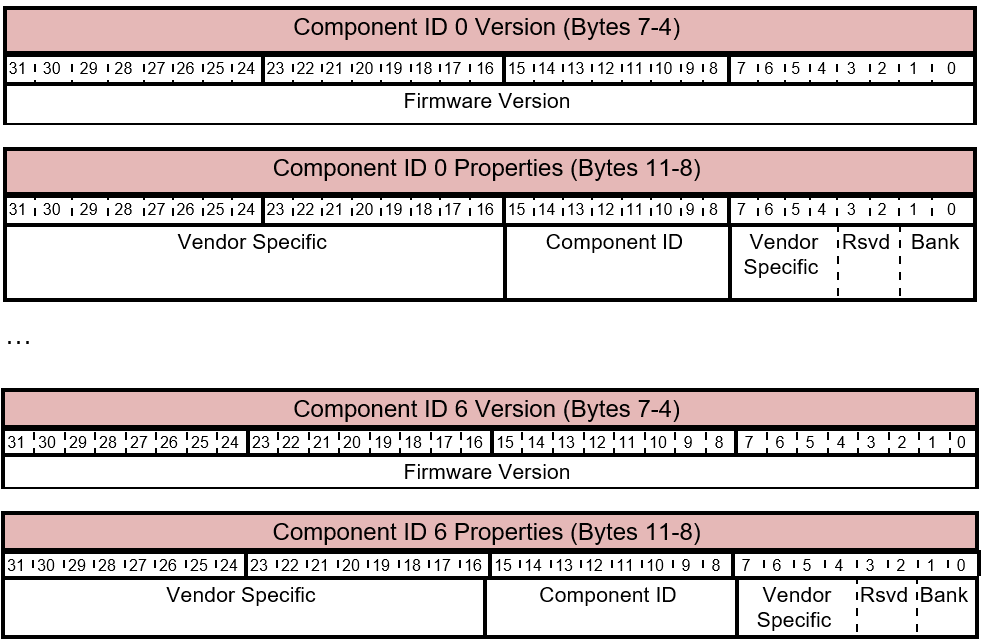 Component ID 0 Version (Bytes 7-4)
31 30 29 28 27 26 25 24 23 22 21 20 19 18 17 16 15 14 13 12 11 10 9 8 7 6 5 4 3 2 1 0
Firmware Version
Component ID 0 Properties (Bytes 11-8)
31 30 29 28 27 26 25 24 23 22 21 20 19 18 17 16 15 14 13 12 11 10 9 8 7 6 5 4 3 2 1 0
Vendor Specific Component ID Vendor Rsvd Bank
Specific
...
Component ID 6 Version (Bytes 7-4)
31 30 29 28 27 26 25 24 23 22 21 20 19 18 17 16 15 14 13 12 11 10 9 8 7 6 5 4 3 2 1 0
Firmware Version
Component ID 6 Properties (Bytes 11-8)
31 30 29 28 27 26 25 24 23 22 21 20 19 18 17 16 15 14 13 12 11 10 9 8 7 6 5 4 3 2 1 0
Vendor Specific Component ID Vendor Rsvd Bank
Specific